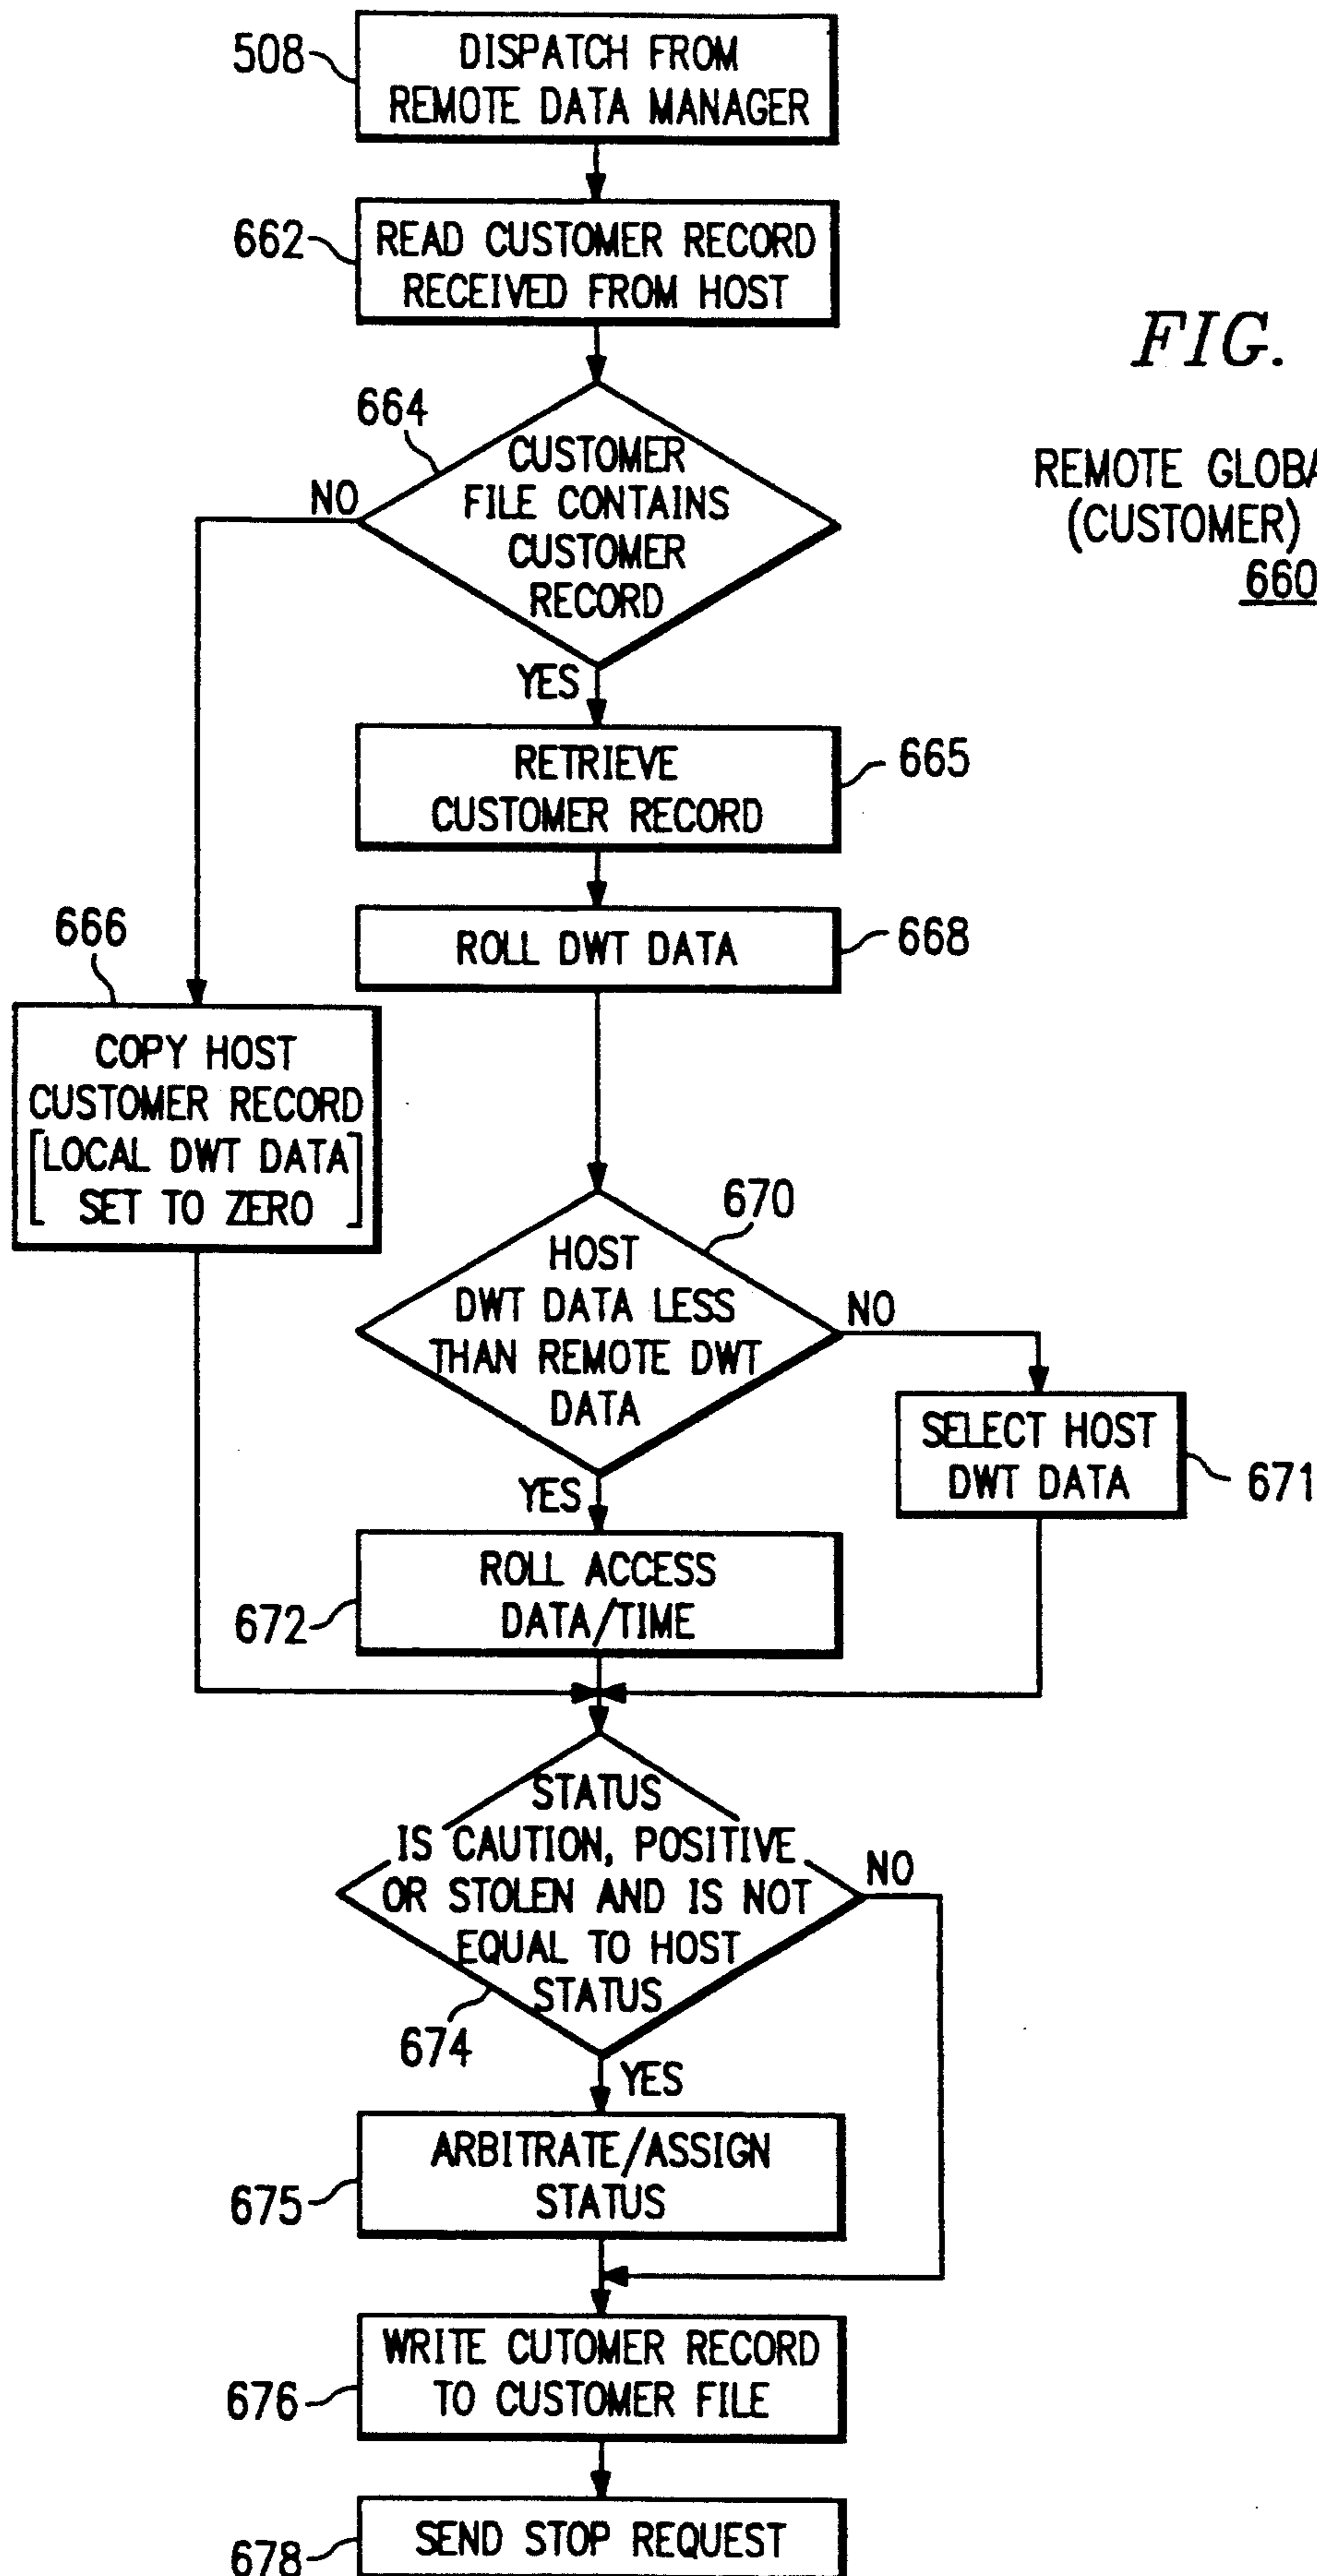 508
DISPATCH FROM
REMOTE DATA MANAGER
662
READ CUSTOMER RECORD
RECEIVED FROM HOST
FIG.
REMOTE GLOBA
(CUSTOMER)
660
664
CUSTOMER
FILE CONTAINS
CUSTOMER
RECORD
NO
YES
RETRIEVE
CUSTOMER RECORD
665
ROLL DWT DATA
668
666
COPY HOST
CUSTOMER RECORD
[LOCAL DWT DATA
SET TO ZERO]
670
HOST
DWT DATA LESS
THAN REMOTE DWT
DATA
NO
SELECT HOST
DWT DATA
671
YES
ROLL ACCESS
DATA/TIME
672
STATUS
IS CAUTION, POSITIVE
OR STOLEN AND IS NOT
EQUAL TO HOST
STATUS
NO
674
YES
ARBITRATE/ASSIGN
STATUS
675
WRITE CUTOMER RECORD
TO CUSTOMER FILE
676
SEND STOP REQUEST
678